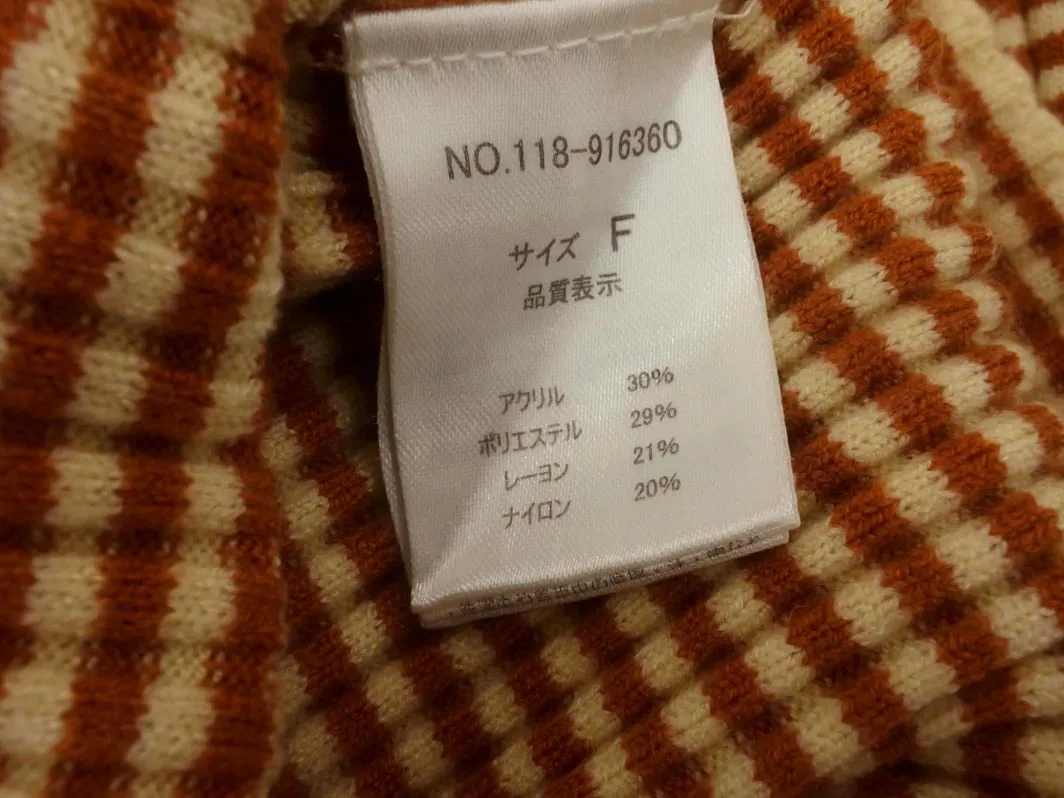 NO.118-916360
サイズ F
品質表示
アクリル 30%
ポリエステル 29%
レーヨン 21%
ナイロン 20%